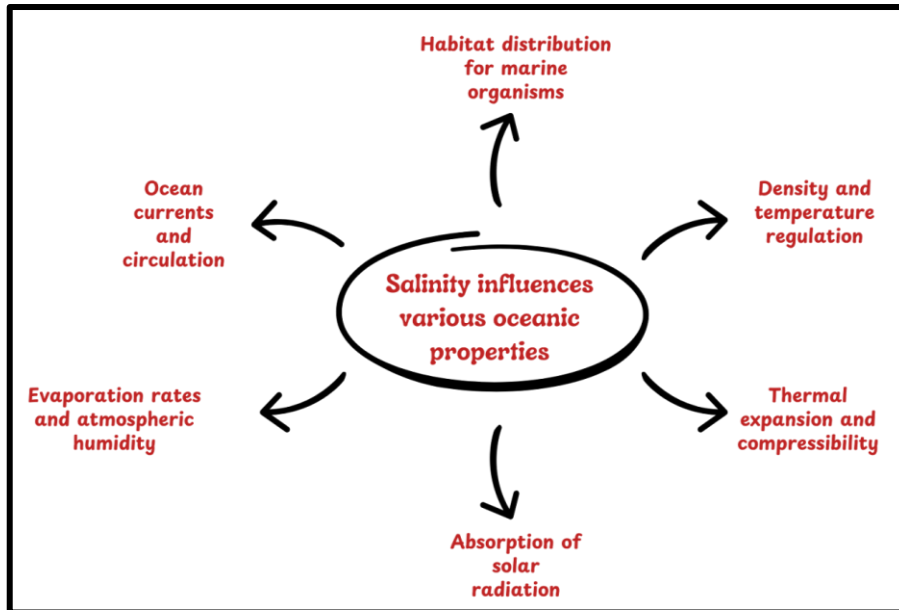 Habitat distribution
for marine
organisms
Ocean
currents
and
circulation
Density and
temperature
regulation
Salinity influences
various oceanic
properties
Evaporation rates
and atmospheric
humidity
Thermal
expansion and
compressibility
Absorption of
solar
radiation